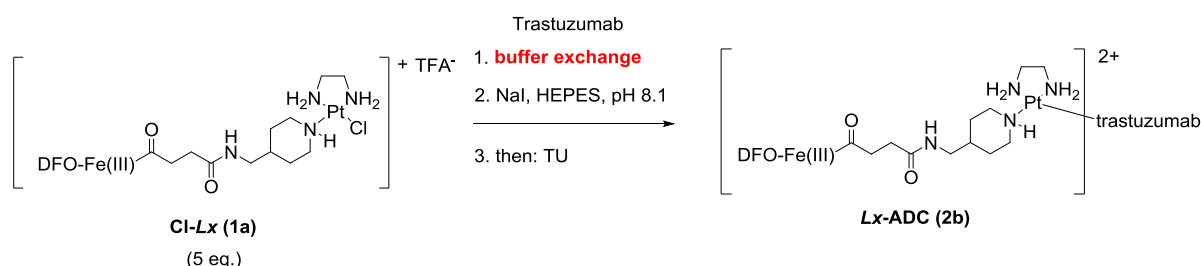 Trastuzumab
1. buffer exchange
2. NaI, HEPES, pH 8.1
3. then: TU
+ TFA-
H2N
NH2
Pt
Cl
N
H
H
N
O
O
DFO-Fe(III)
Cl-Lx (1a)
(5 eq.)
2+
H2N
NH2
Pt
trastuzumab
N
H
H
N
O
O
DFO-Fe(III)
Lx-ADC (2b)